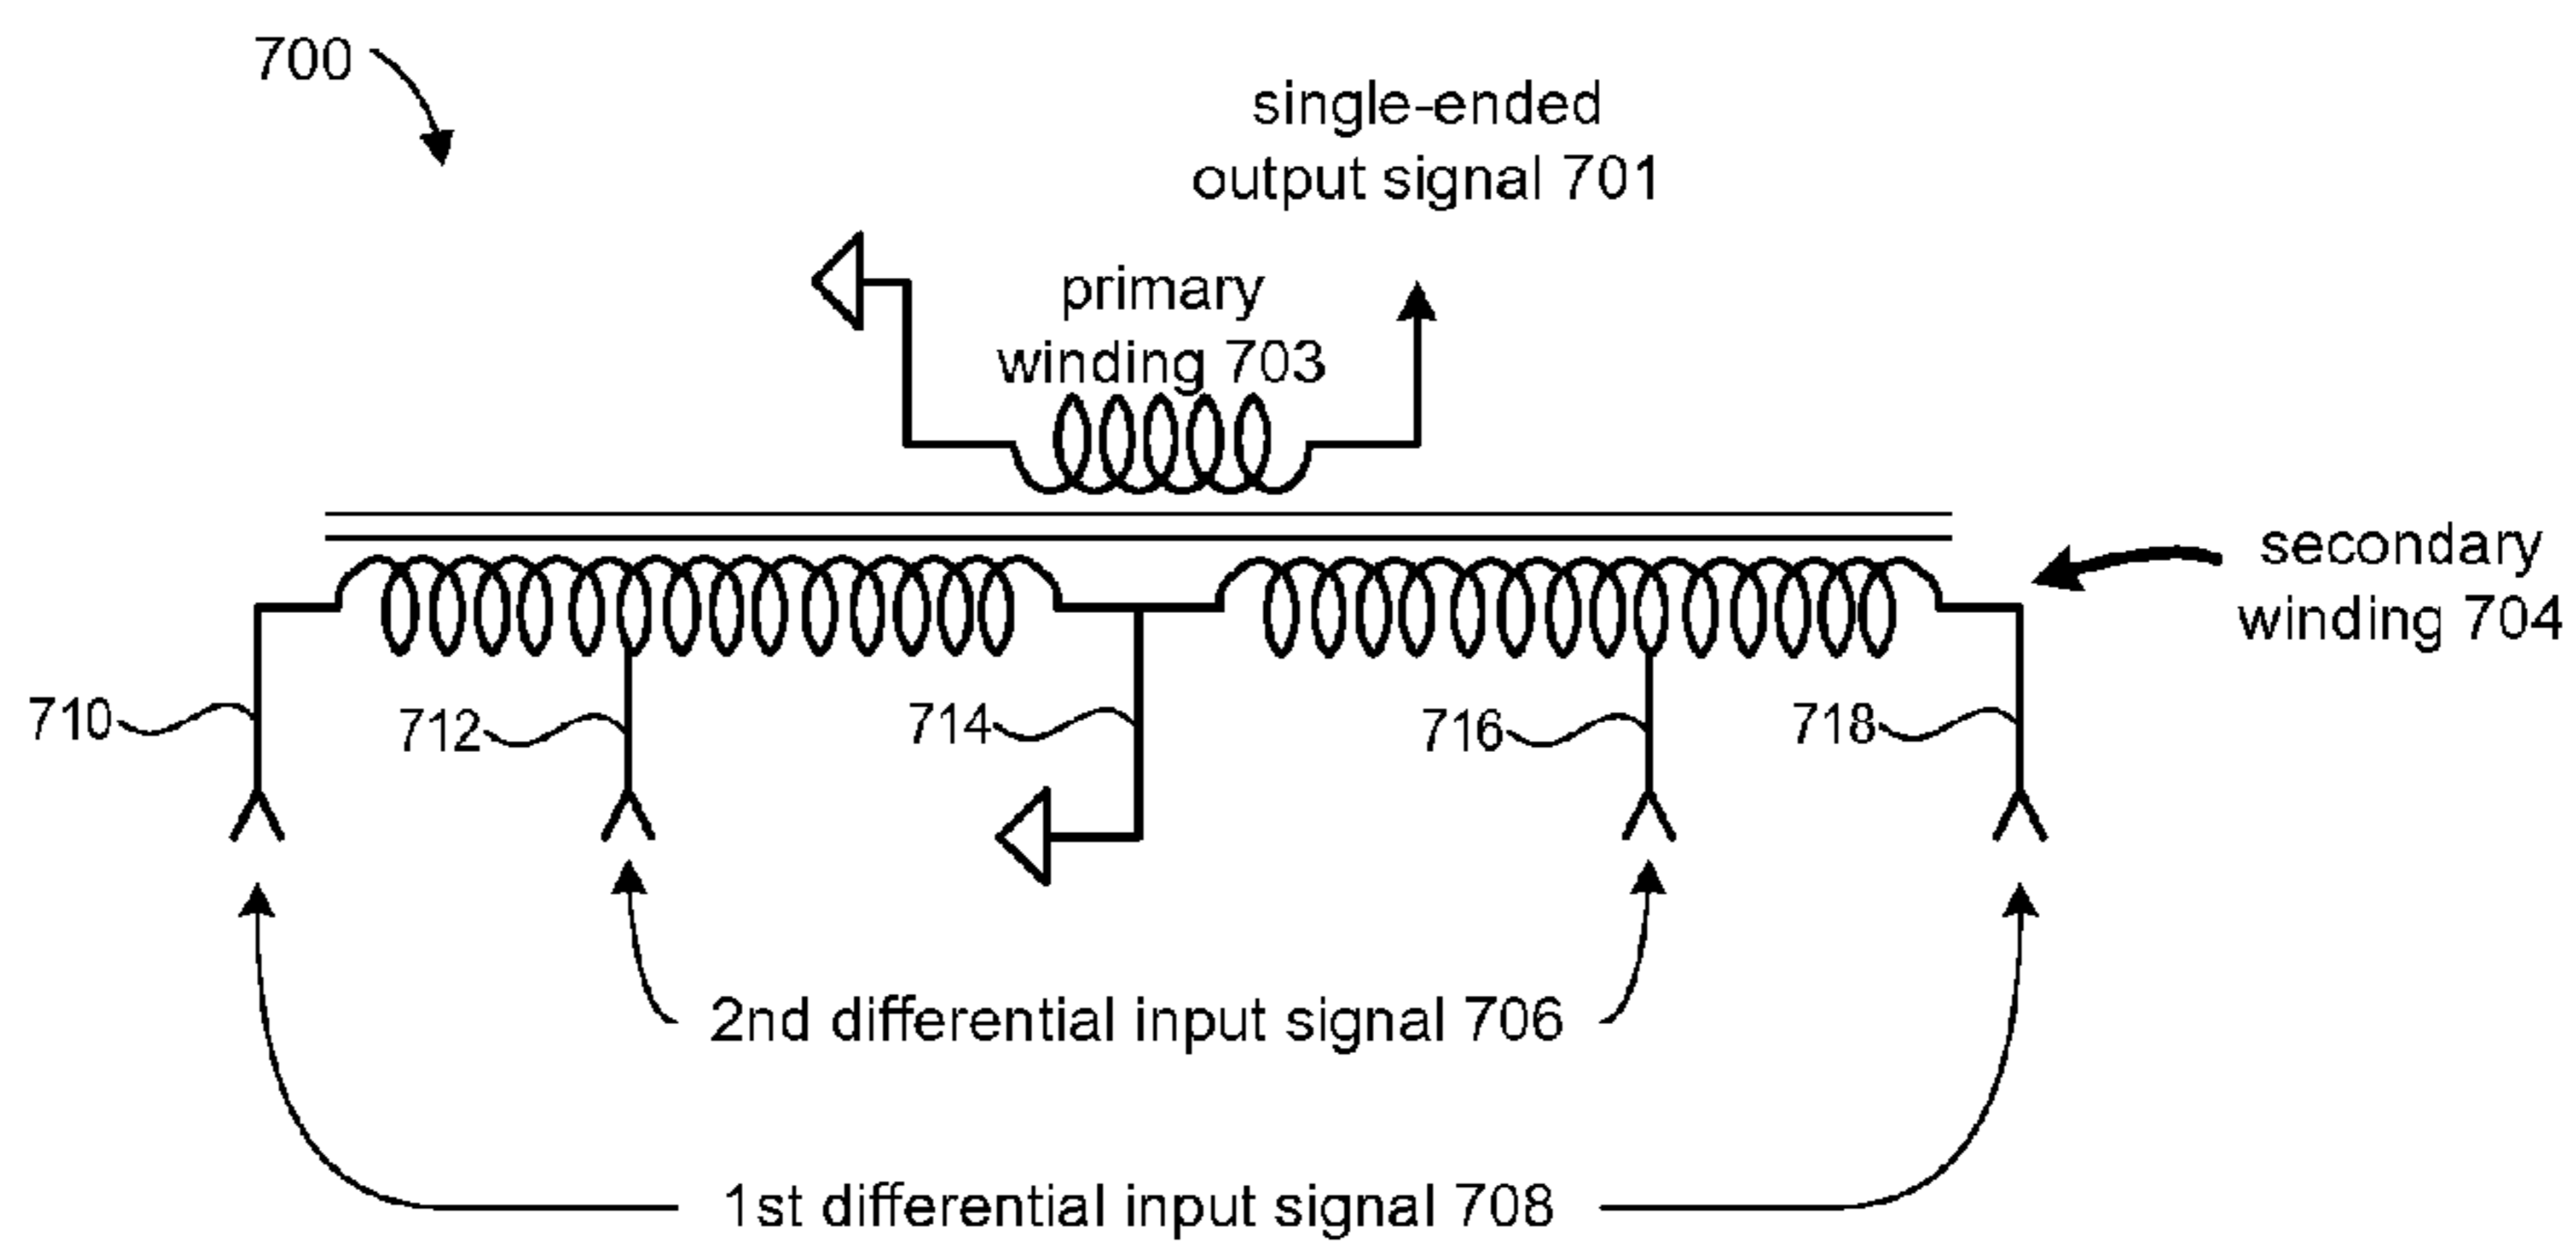 700
single-ended
output signal 701
primary
winding 703
secondary
winding 704
710
712
714
716
718
2nd differential input signal 706
1st differential input signal 708